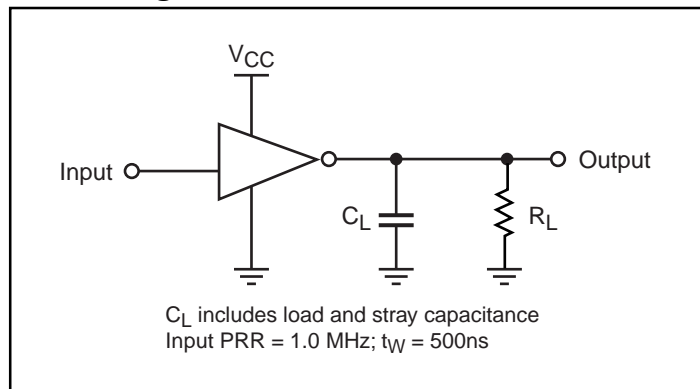 VCC
Input
Output
CL
RL
CL includes load and stray capacitance
Input PRR = 1.0 MHz; tW = 500ns